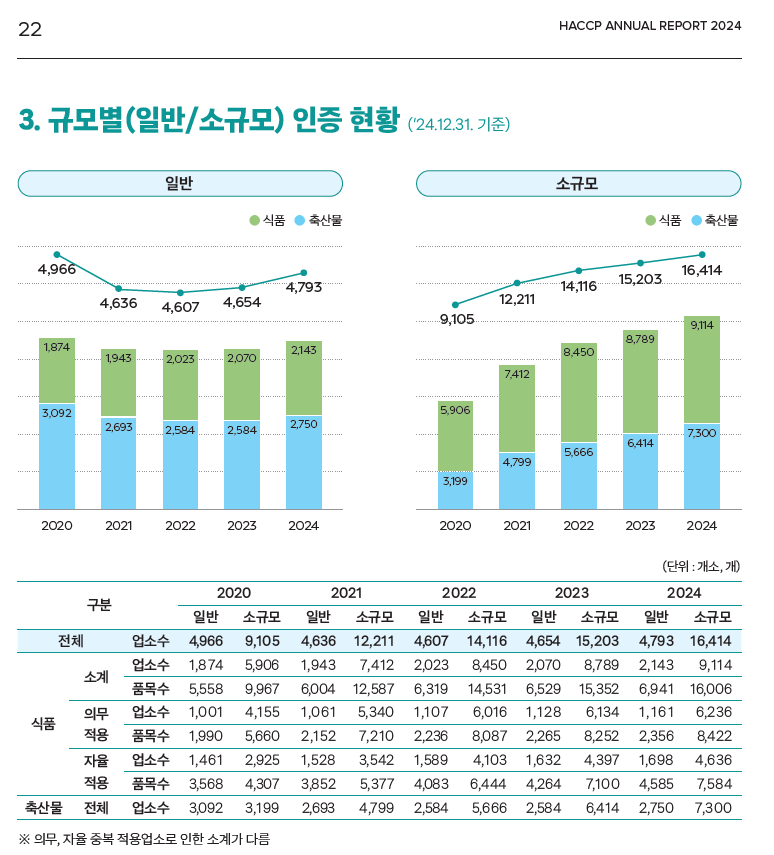 22
HACCP ANNUAL REPORT 2024
3. 규모별(일반/소규모) 인증 현황 ('24.12.31. 기준)
일반
식품 축산물
4,966
4,636
4,607
4,654
4,793
1,874
1,943
2,023
2,070
2,143
3,092
2,693
2,584
2,584
2,750
2020 2021 2022 2023 2024
소규모
식품 축산물
9,105
12,211
14,116
15,203
16,414
5,906
7,412
8,450
8,789
9,114
3,199
4,799
5,666
6,414
7,300
2020 2021 2022 2023 2024
(단위 : 개소, 개)
구분 2020 2021 2022 2023 2024
일반 소규모 일반 소규모 일반 소규모 일반 소규모 일반 소규모
전체 업소수 4,966 9,105 4,636 12,211 4,607 14,116 4,654 15,203 4,793 16,414
식품 소계 업소수 1,874 5,906 1,943 7,412 2,023 8,450 2,070 8,789 2,143 9,114
품목수 5,558 9,967 6,004 12,587 6,319 14,531 6,529 15,352 6,941 16,006
의무 적용 업소수 1,001 4,155 1,061 5,340 1,107 6,016 1,128 6,134 1,161 6,236
품목수 1,990 5,660 2,152 7,210 2,236 8,087 2,265 8,252 2,356 8,422
자율 적용 업소수 1,461 2,925 1,528 3,542 1,589 4,103 1,632 4,397 1,698 4,636
품목수 3,568 4,307 3,852 5,377 4,083 6,444 4,264 7,100 4,585 7,584
축산물 전체 업소수 3,092 3,199 2,693 4,799 2,584 5,666 2,584 6,414 2,750 7,300
※ 의무, 자율 중복 적용업소로 인한 소계가 다름